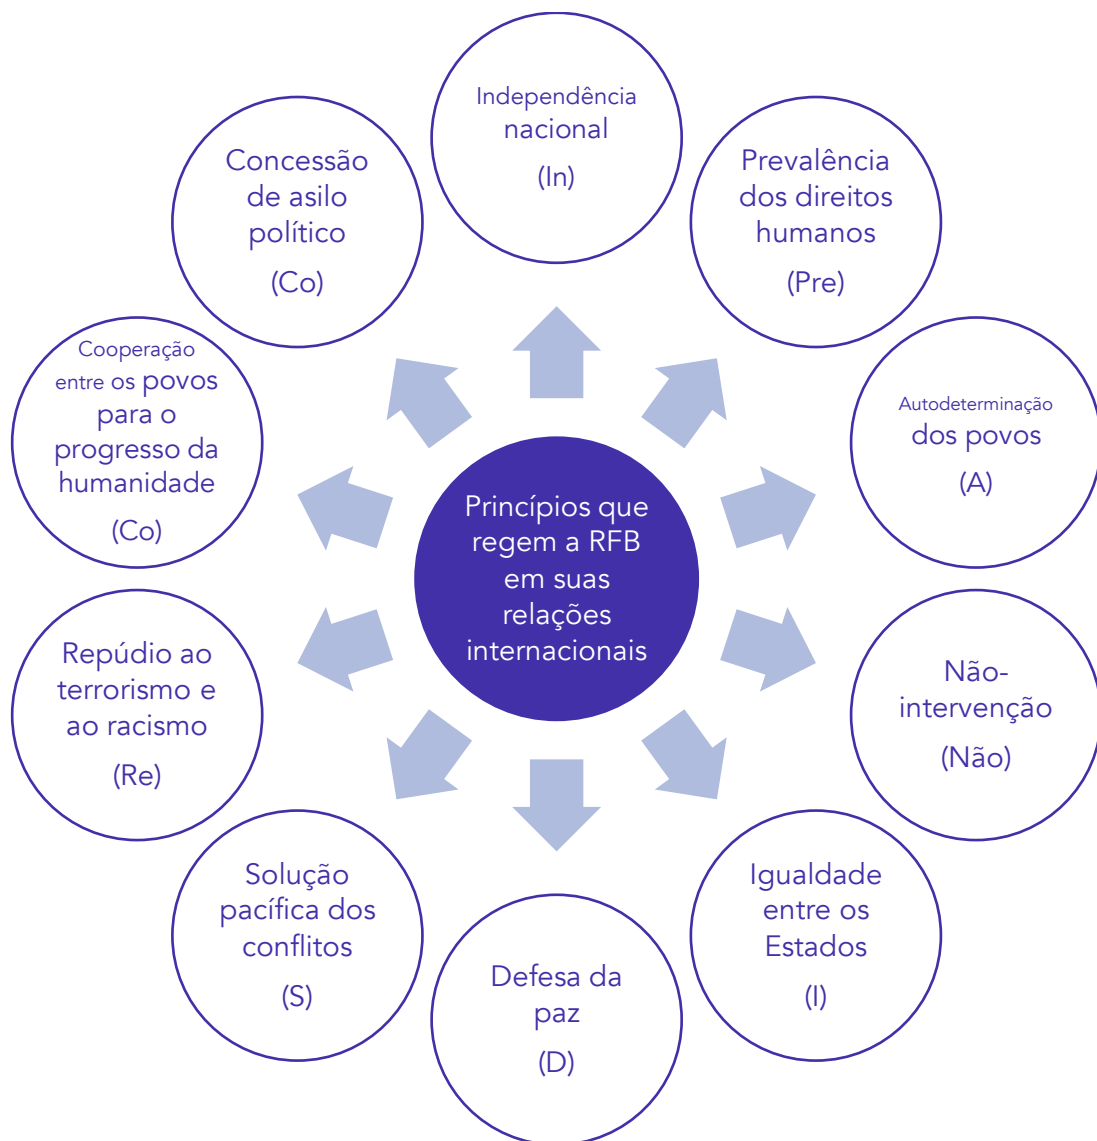 Independência
nacional
(In)
Prevalência
dos direitos
humanos
(Pre)
Autodeterminação
dos povos
(A)
Não-
intervenção
(Não)
Igualdade
entre os
Estados
(I)
Defesa da
paz
(D)
Solução
pacífica dos
conflitos
(S)
Repúdio ao
terrorismo e
ao racismo
(Re)
Cooperação
entre os povos
para o
progresso da
humanidade
(Co)
Concessão
de asilo
político
(Co)
Princípios que
regem a RFB
em suas
relações
internacionais